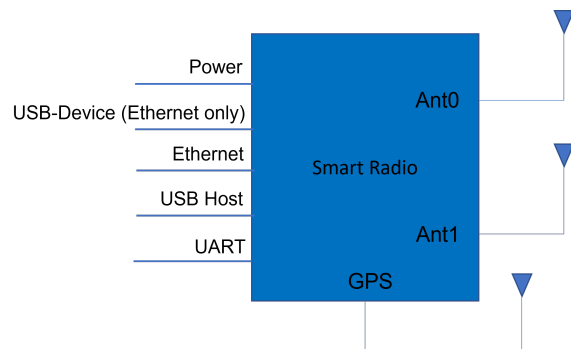 Power
USB-Device (Ethernet only)
Ethernet
USB Host
UART
Ant0
Smart Radio
Ant1
GPS